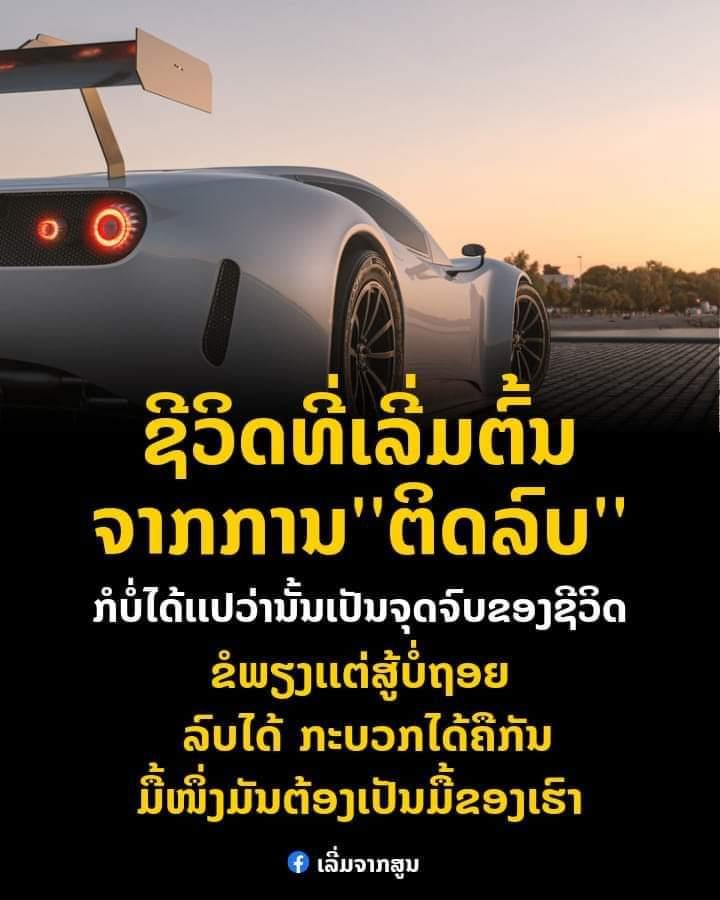 ຊີວິດທີ່ເລີ່ມຕົ້ນ
ຈາກການ"ຕິດລົບ"
ກໍບໍ່ໄດ້ແປວ່ານັ້ນເປັນຈຸດຈົບຂອງຊີວິດ
ຂໍພຽງແຕ່ສູ້ບໍ່ຖອຍ
ລົບໄດ້ ກະບວກໄດ້ຄືກັນ
ມື້ໜຶ່ງມັນຕ້ອງເປັນມື້ຂອງເຮົາ
ເລີ່ມຈາກສູນ